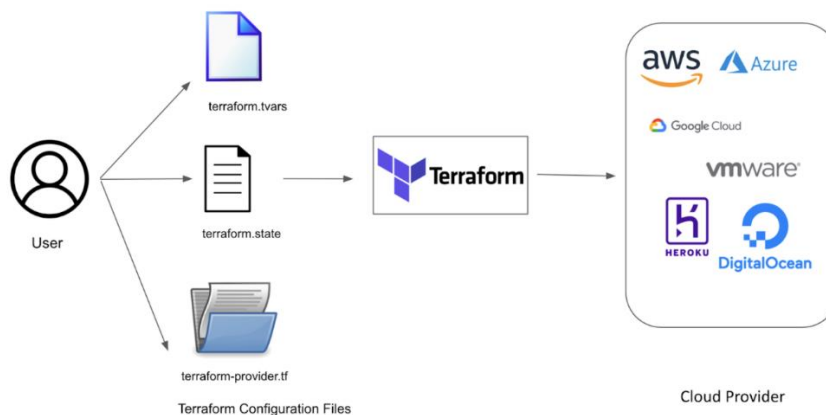 terraform.tvars
User
terraform.state
terraform-provider.tf
Terraform Configuration Files
Terraform
aws
Azure
Google Cloud
vmware®
HEROKU
DigitalOcean
Cloud Provider